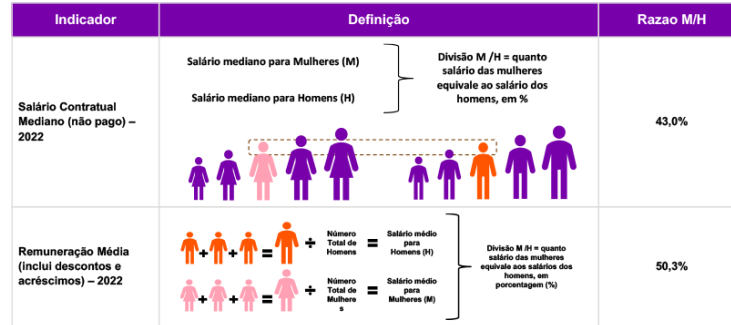 Indicador
Definição
Razao M/H
Salário Contratual
Mediano (não pago) –
2022
Salário mediano para Mulheres (M)
Salário mediano para Homens (H)
Divisão M /H = quanto
salário das mulheres
equivale ao salário dos
homens, em %
43,0%
Remuneração Média
(inclui descontos e
acréscimos) – 2022
+ + = ÷
Número
Total de
Homens
=
Salário médio
para
Homens (H)
+ + = ÷
Número
Total de
Mulhere
s
=
Salário médio
para
Mulheres (M)
Divisão M /H = quanto
salário das mulheres
equivale aos salários dos
homens, em
porcentagem (%)
50,3%